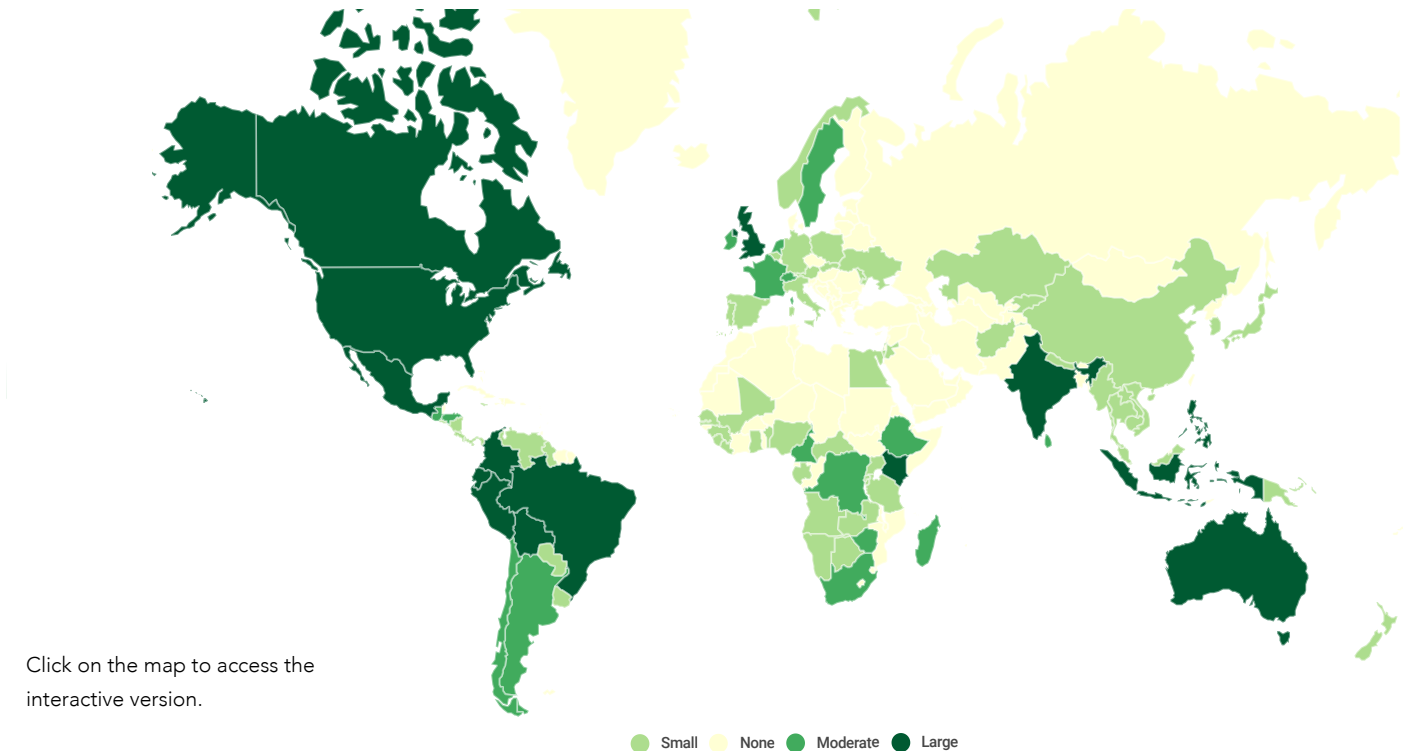 Click on the map to access the
interactive version.
Small None Moderate Large